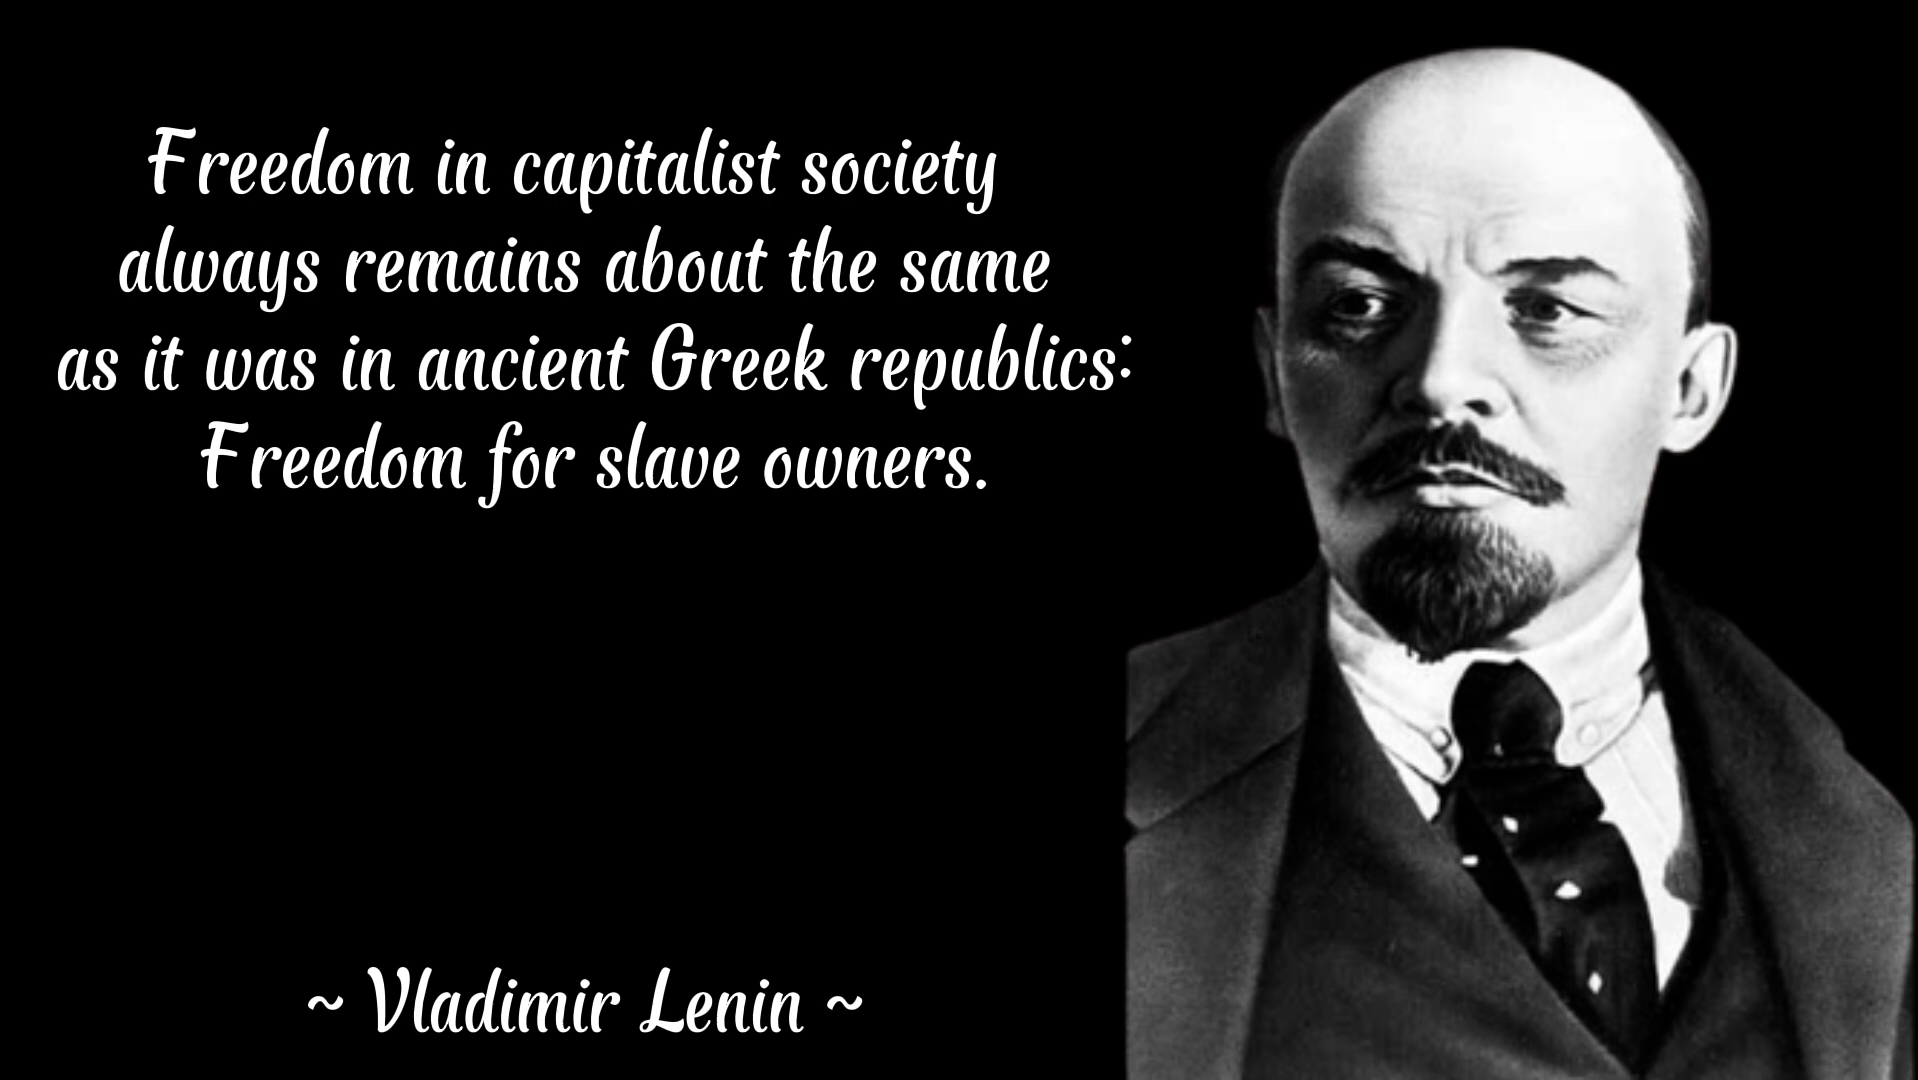 Freedom in capitalist society
always remains about the same
as it was in ancient Greek republics:
Freedom for slave owners.
~ Vladimir Lenin ~